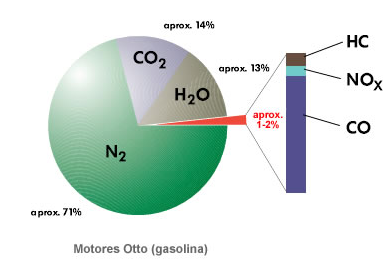 aprox. 14%
HC
CO2
aprox. 13%
NOX
H2O
aprox.
1-2%
CO
N2
aprox. 71%
Motores Otto (gasolina)